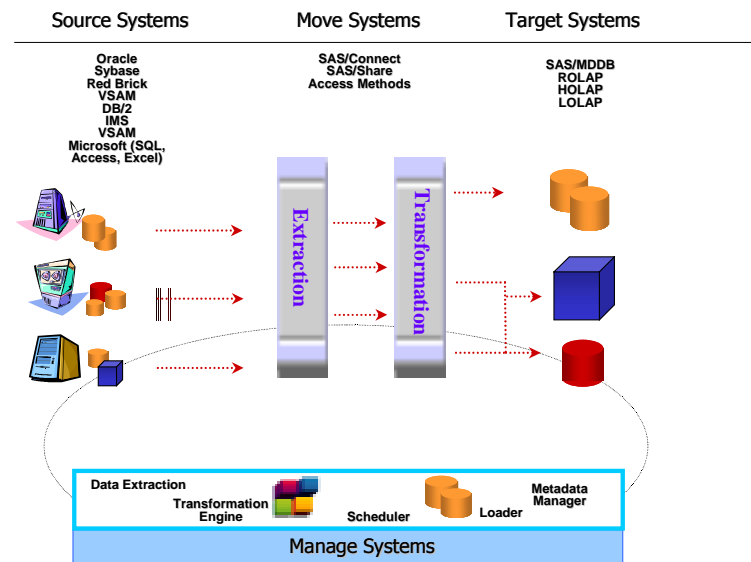 Source Systems
Move Systems
Target Systems
Oracle
Sybase
Red Brick
VSAM
DB/2
IMS
VSAM
Microsoft (SQL,
Access, Excel)
SAS/Connect
SAS/Share
Access Methods
SAS/MDDB
ROLAP
HOLAP
LOLAP
Extraction
Transformation
Data Extraction
Transformation
Engine
Scheduler
Loader
Metadata
Manager
Manage Systems